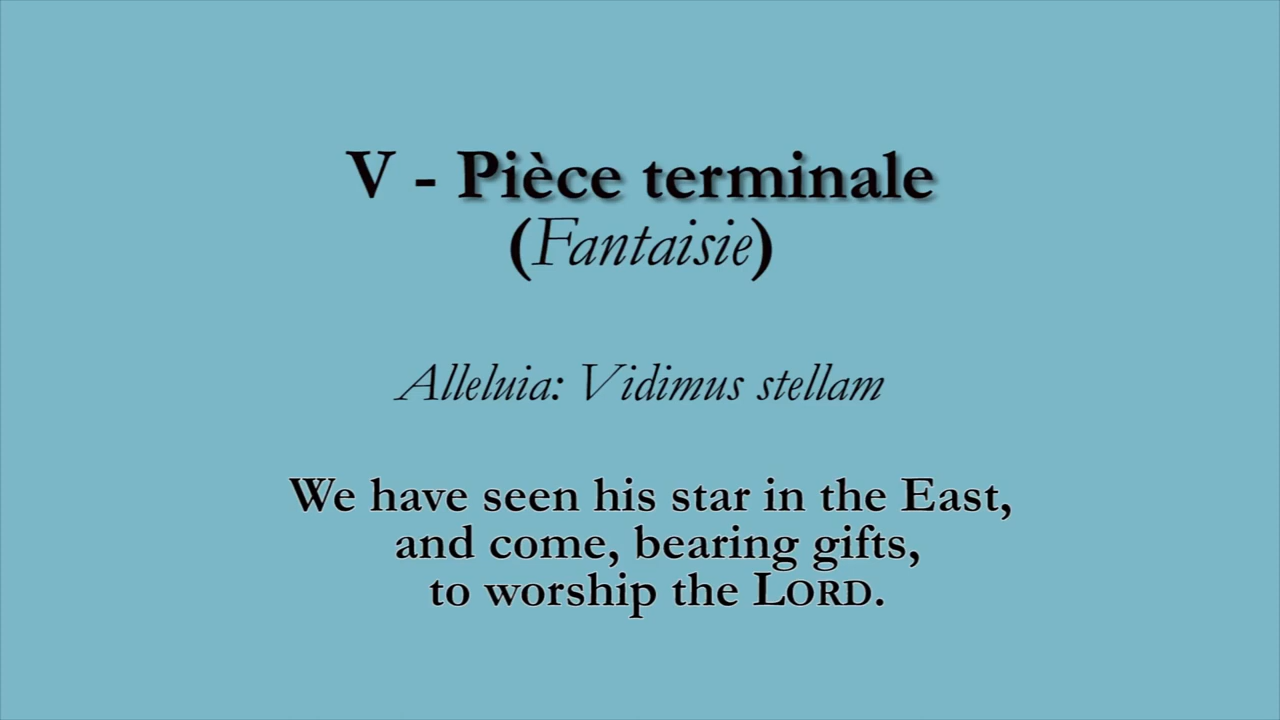 V - Pièce terminale
(Fantaisie)
Alleluia: Vidimus stellam
We have seen his star in the East,
and come, bearing gifts,
to worship the LORD.